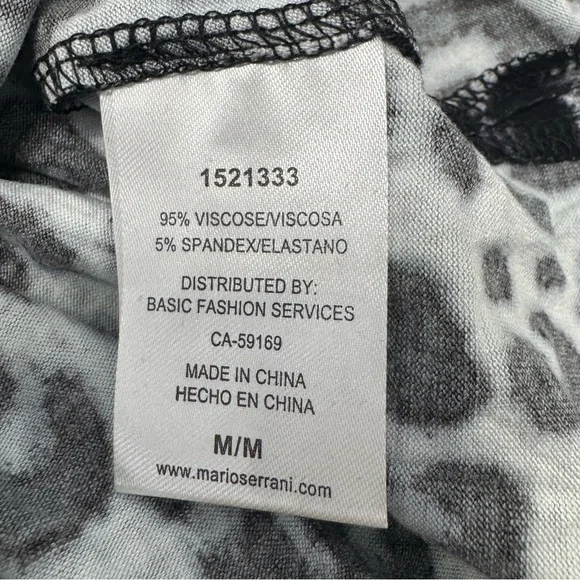 1521333
95% VISCOSE/VISCOSA
5% SPANDEX/ELASTANO
DISTRIBUTED BY:
BASIC FASHION SERVICES
CA-59169
MADE IN CHINA
HECHO EN CHINA
M/M
www.marioserrani.com